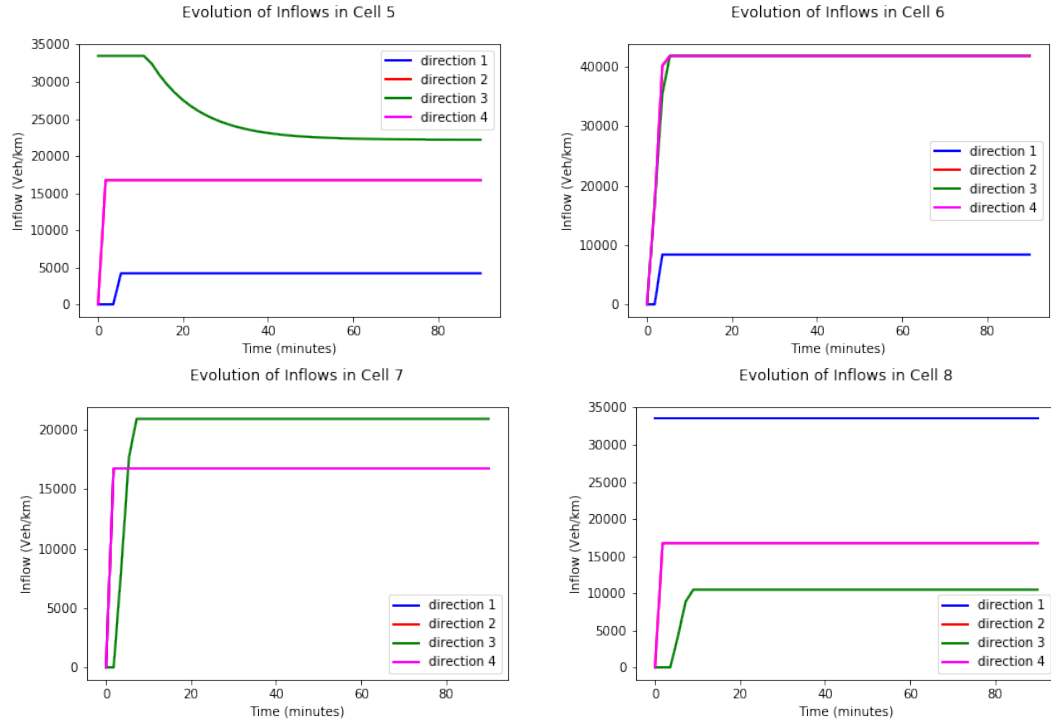 Evolution of Inflows in Cell 5
35000
30000
25000
20000
15000
10000
5000
0
Inflow (Veh/km)
direction 1
direction 2
direction 3
direction 4
0 20 40 60 80
Time (minutes)
Evolution of Inflows in Cell 6
40000
30000
20000
10000
0
Inflow (Veh/km)
direction 1
direction 2
direction 3
direction 4
0 20 40 60 80
Time (minutes)
Evolution of Inflows in Cell 7
20000
15000
10000
5000
0
Inflow (Veh/km)
direction 1
direction 2
direction 3
direction 4
0 20 40 60 80
Time (minutes)
Evolution of Inflows in Cell 8
35000
30000
25000
20000
15000
10000
5000
0
Inflow (Veh/km)
direction 1
direction 2
direction 3
direction 4
0 20 40 60 80
Time (minutes)